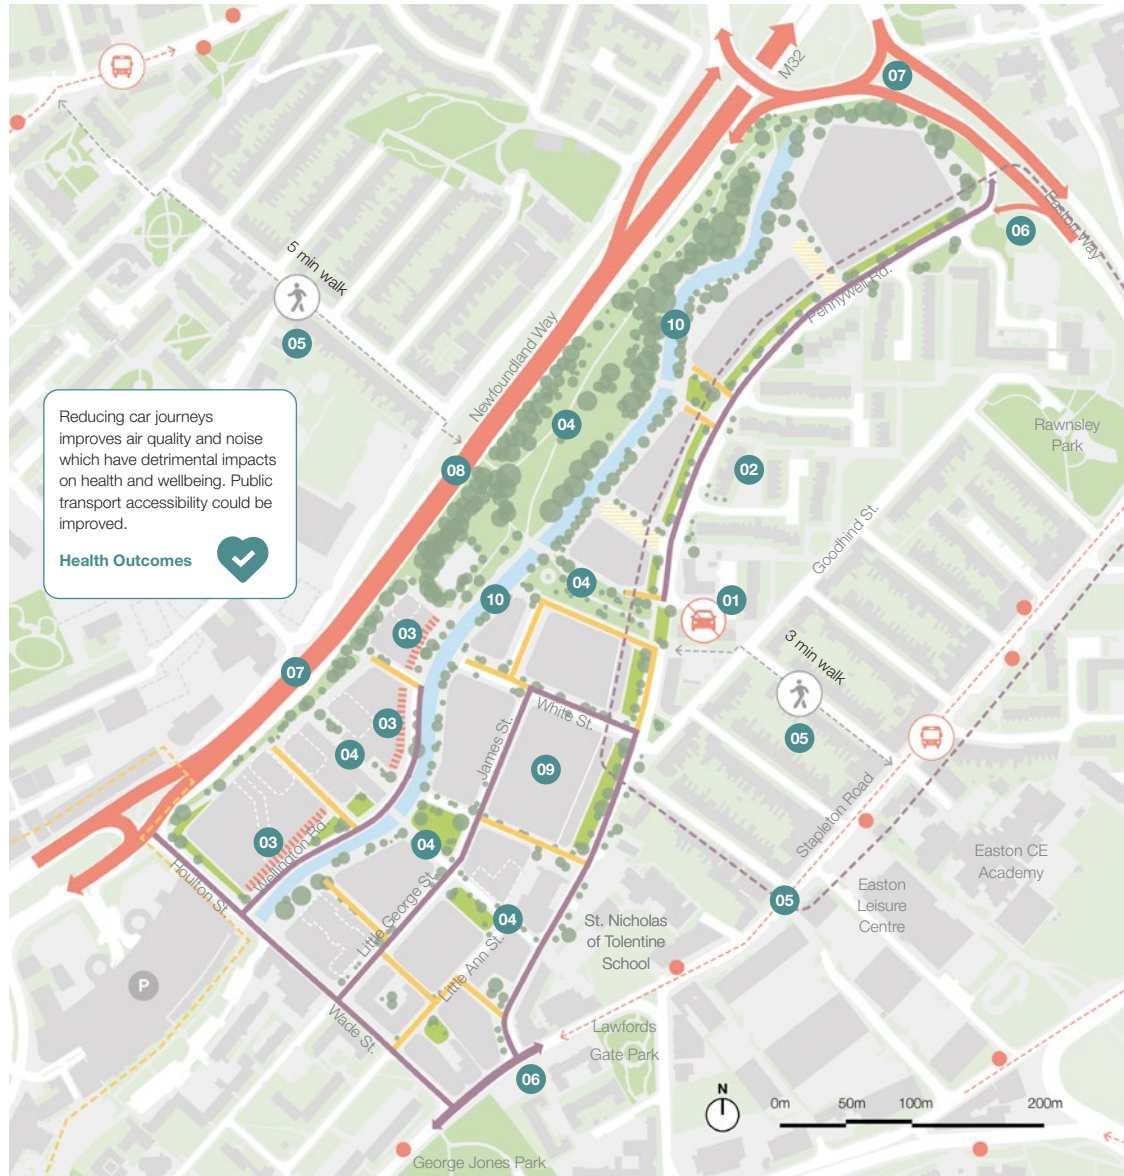 M32
07
Easton Way
06
5 min walk
05
Pennywell Rd.
10
Newfoundland Way
Reducing car journeys
improves air quality and noise
which have detrimental impacts
on health and wellbeing. Public
transport accessibility could be
improved.
Health Outcomes
04
08
02
Rawnsley
Park
Goodhind St.
04
10
01
03
3 min walk
07
03
White St.
James St.
05
04
09
Stapleton Road
03
Wellington Rd.
04
Easton CE
Academy
Houlton St.
Little George St.
04
05
Easton
Leisure
Centre
St. Nicholas
of Tolentine
School
Little Ann St.
P
Wade St.
Lawfords
Gate Park
06
N
0m 50m 100m 200m
George Jones Park